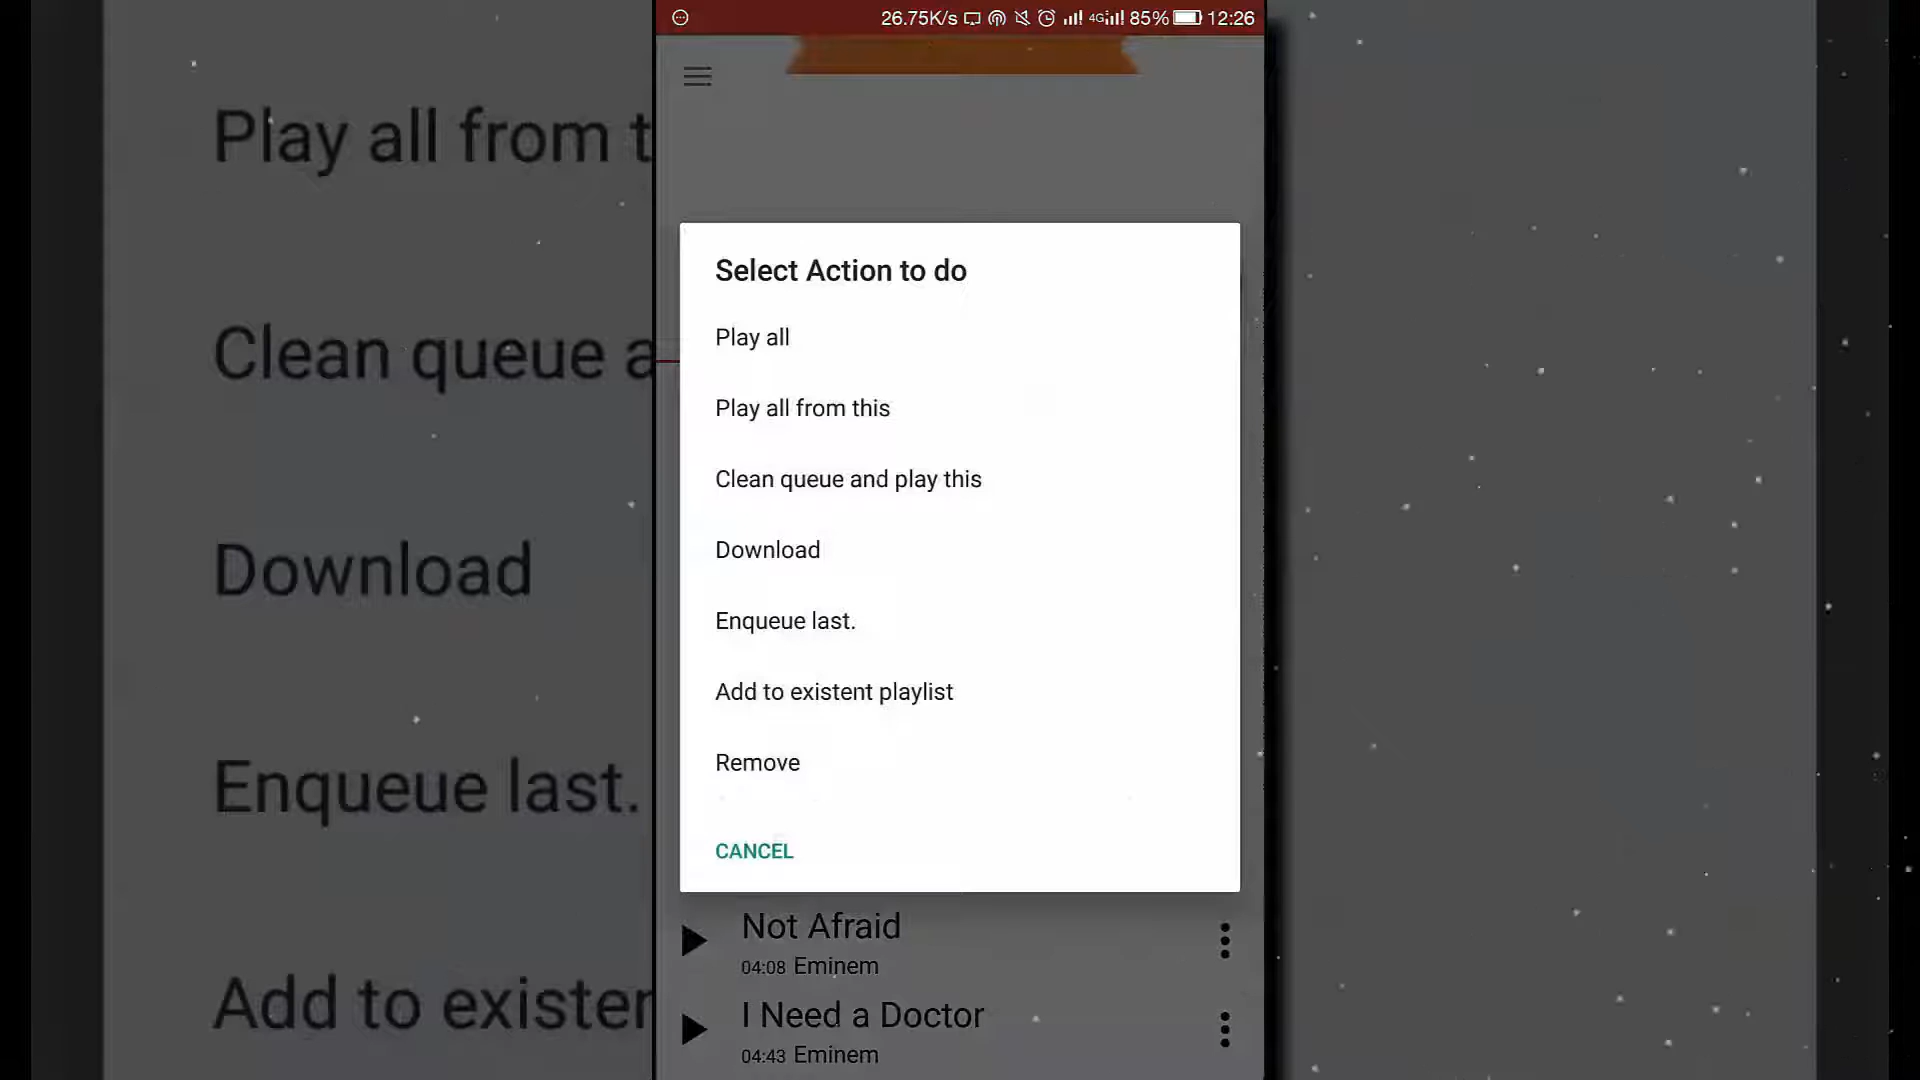 26.75K/s 4G 85% 12:26
Play all from t
Clean queue a
Download
Enqueue last.
Add to existen
Select Action to do
Play all
Play all from this
Clean queue and play this
Download
Enqueue last.
Add to existent playlist
Remove
CANCEL
Not Afraid
04:08 Eminem
I Need a Doctor
04:43 Eminem